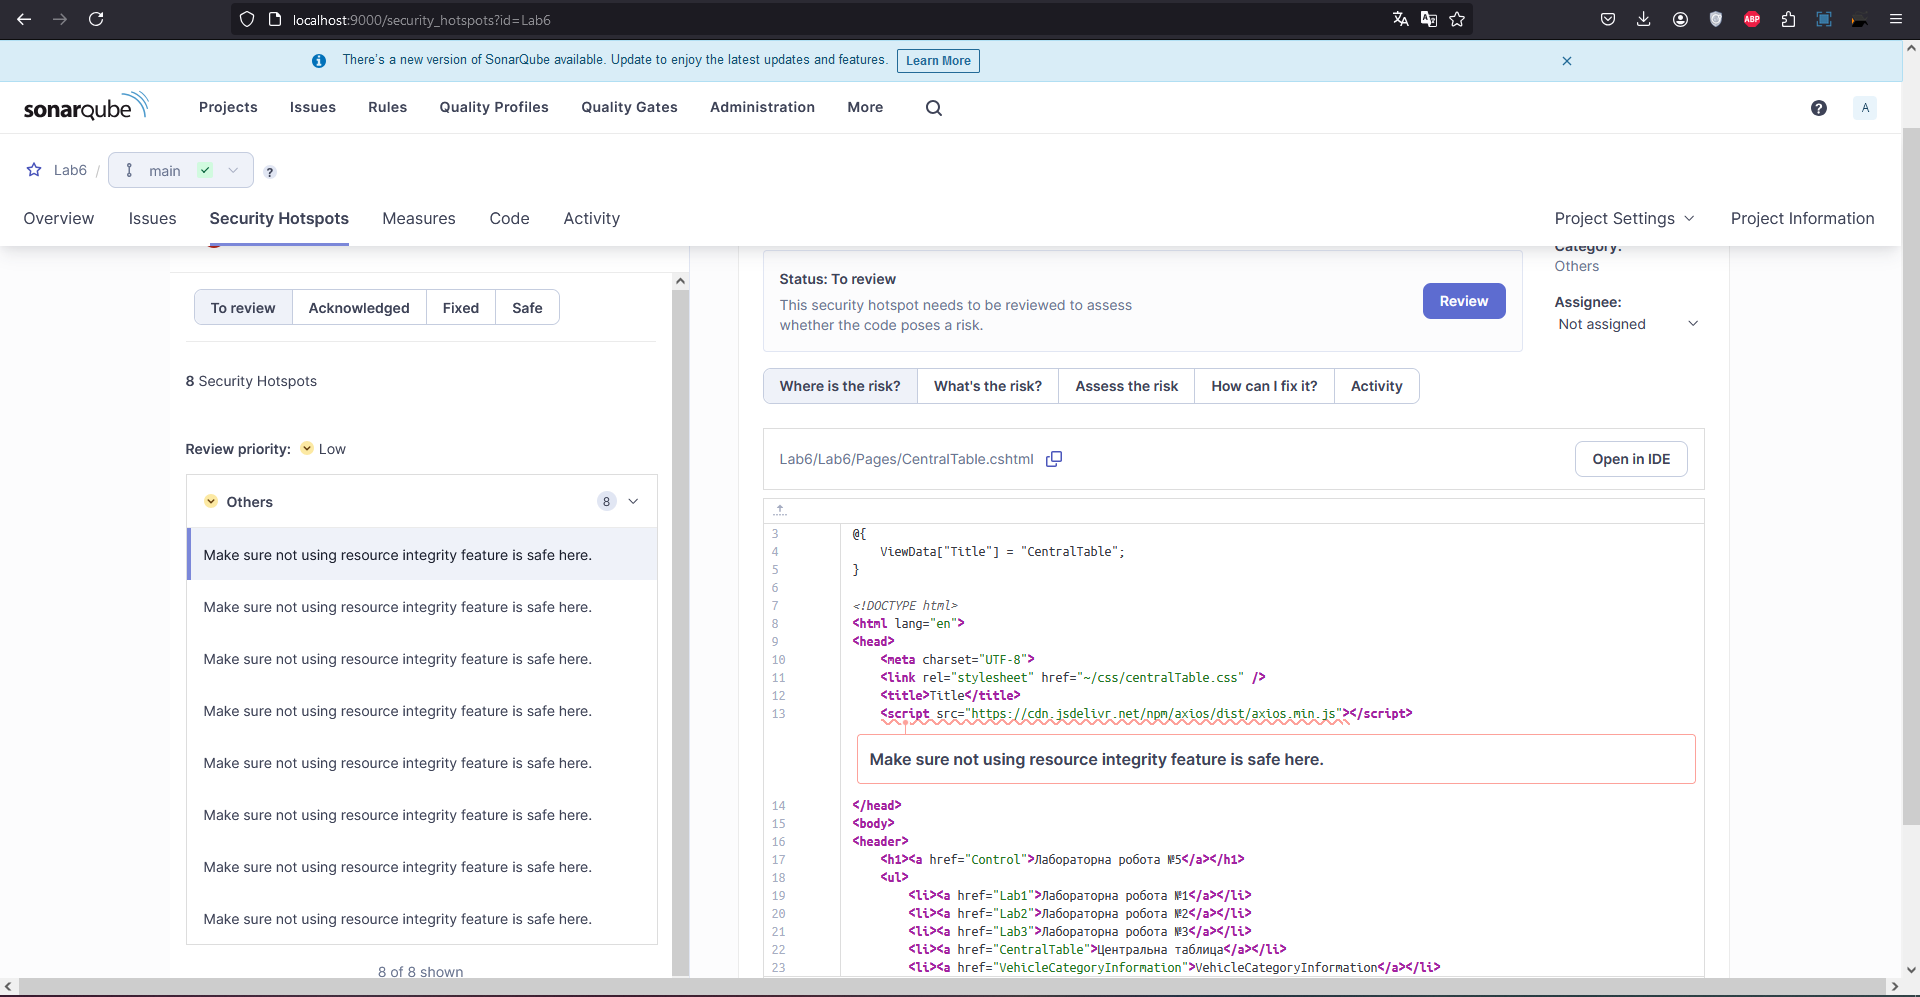 localhost:9000/security_hotspots?id=Lab6
There's a new version of SonarQube available. Update to enjoy the latest updates and features. Learn More
sonarqube Projects Issues Rules Quality Profiles Quality Gates Administration More A
Lab6 / main
Overview Issues Security Hotspots Measures Code Activity Project Settings Project Information
To review Acknowledged Fixed Safe
8 Security Hotspots
Review priority: Low
Others 8
Make sure not using resource integrity feature is safe here.
Make sure not using resource integrity feature is safe here.
Make sure not using resource integrity feature is safe here.
Make sure not using resource integrity feature is safe here.
Make sure not using resource integrity feature is safe here.
Make sure not using resource integrity feature is safe here.
Make sure not using resource integrity feature is safe here.
Make sure not using resource integrity feature is safe here.
8 of 8 shown
Status: To review
This security hotspot needs to be reviewed to assess
whether the code poses a risk.
Review
Category:
Others
Assignee:
Not assigned
Where is the risk? What's the risk? Assess the risk How can I fix it? Activity
Lab6/Lab6/Pages/CentralTable.cshtml Open in IDE
3 @{
4 ViewData["Title"] = "CentralTable";
5 }
6
7 <!DOCTYPE html>
8 <html lang="en">
9 <head>
10 <meta charset="UTF-8">
11 <link rel="stylesheet" href="~/css/centralTable.css" />
12 <title>Title</title>
13 <script src="https://cdn.jsdelivr.net/npm/axios/dist/axios.min.js"></script>
Make sure not using resource integrity feature is safe here.
14 </head>
15 <body>
16 <header>
17 <h1><a href="Control">Лабораторна робота №5</a></h1>
18 <ul>
19 <li><a href="Lab1">Лабораторна робота №1</a></li>
20 <li><a href="Lab2">Лабораторна робота №2</a></li>
21 <li><a href="Lab3">Лабораторна робота №3</a></li>
22 <li><a href="CentralTable">Центральна таблица</a></li>
23 <li><a href="VehicleCategoryInformation">VehicleCategoryInformation</a></li>